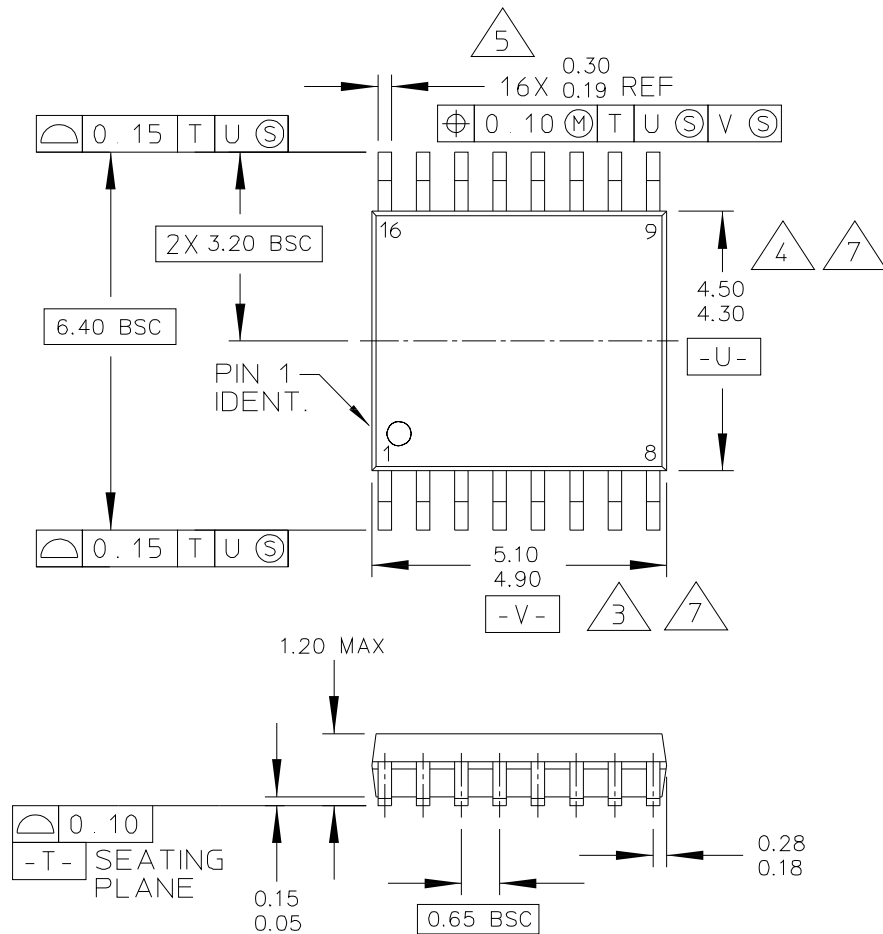 5
16X 0.30
0.19 REF
⌓ 0.15 T U Ⓢ
⌖ 0.10 Ⓜ T U Ⓢ V Ⓢ
16
9
2X 3.20 BSC
4
7
4.50
4.30
6.40 BSC
-U-
PIN 1
IDENT.
1
8
⌓ 0.15 T U Ⓢ
5.10
4.90
-V-
3
7
1.20 MAX
⌓ 0.10
-T- SEATING
PLANE
0.15
0.05
0.65 BSC
0.28
0.18